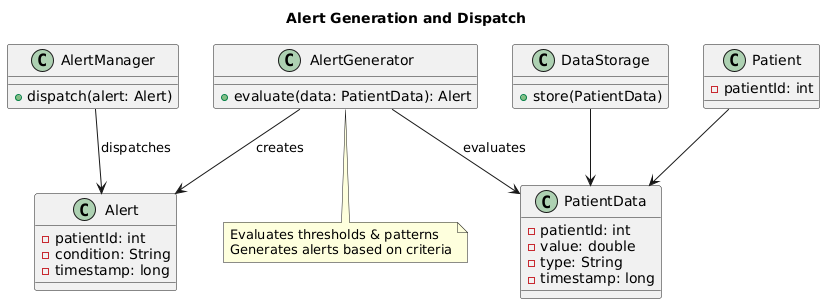 Alert Generation and Dispatch
C AlertManager
dispatch(alert: Alert)
C AlertGenerator
evaluate(data: PatientData): Alert
C DataStorage
store(PatientData)
C Patient
patientId: int
dispatches
creates
evaluates
C Alert
patientId: int
condition: String
timestamp: long
Evaluates thresholds & patterns
Generates alerts based on criteria
C PatientData
patientId: int
value: double
type: String
timestamp: long